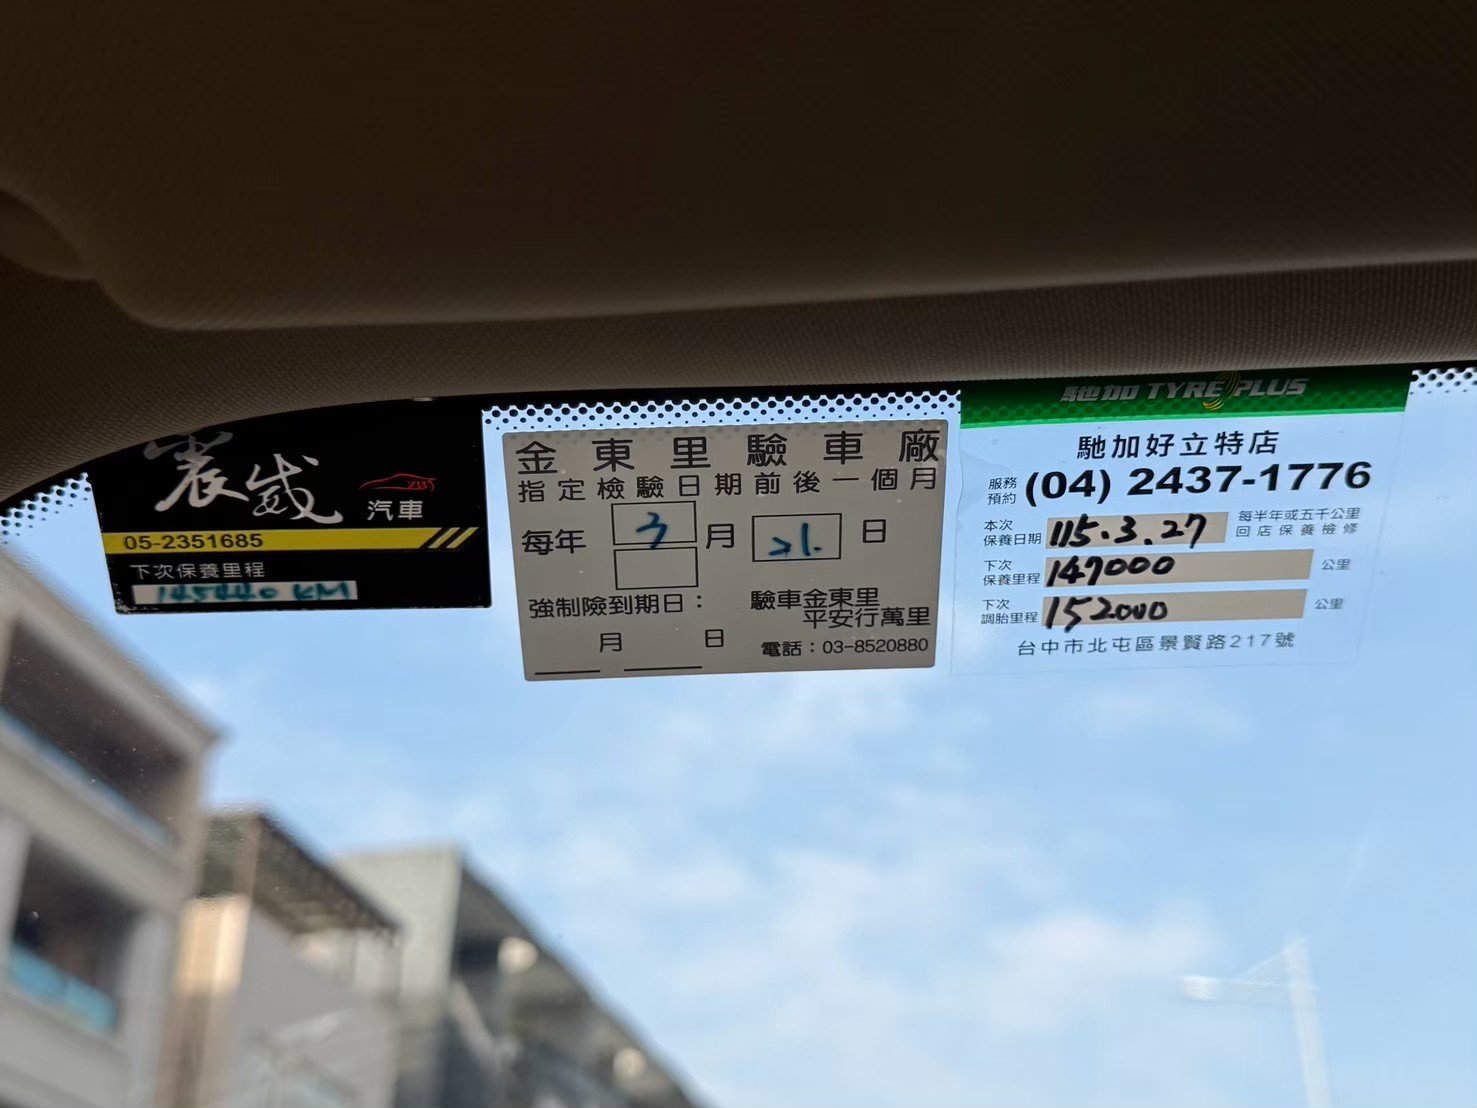 裳威
ZUS
汽車
05-2351685
下次保養里程
145440 KM
金東里驗車廠
指定檢驗日期前後一個月
每年 3 月 21. 日
強制險到期日：
月 日
驗車金東里
平安行萬里
電話：03-8520880
馳加 TYREPLUS
馳加好立特店
服務預約 (04) 2437-1776
本次保養日期 115.3.27 每半年或五千公里回店保養檢修
下次保養里程 147000 公里
下次調胎里程 152000 公里
台中市北屯區景賢路217號